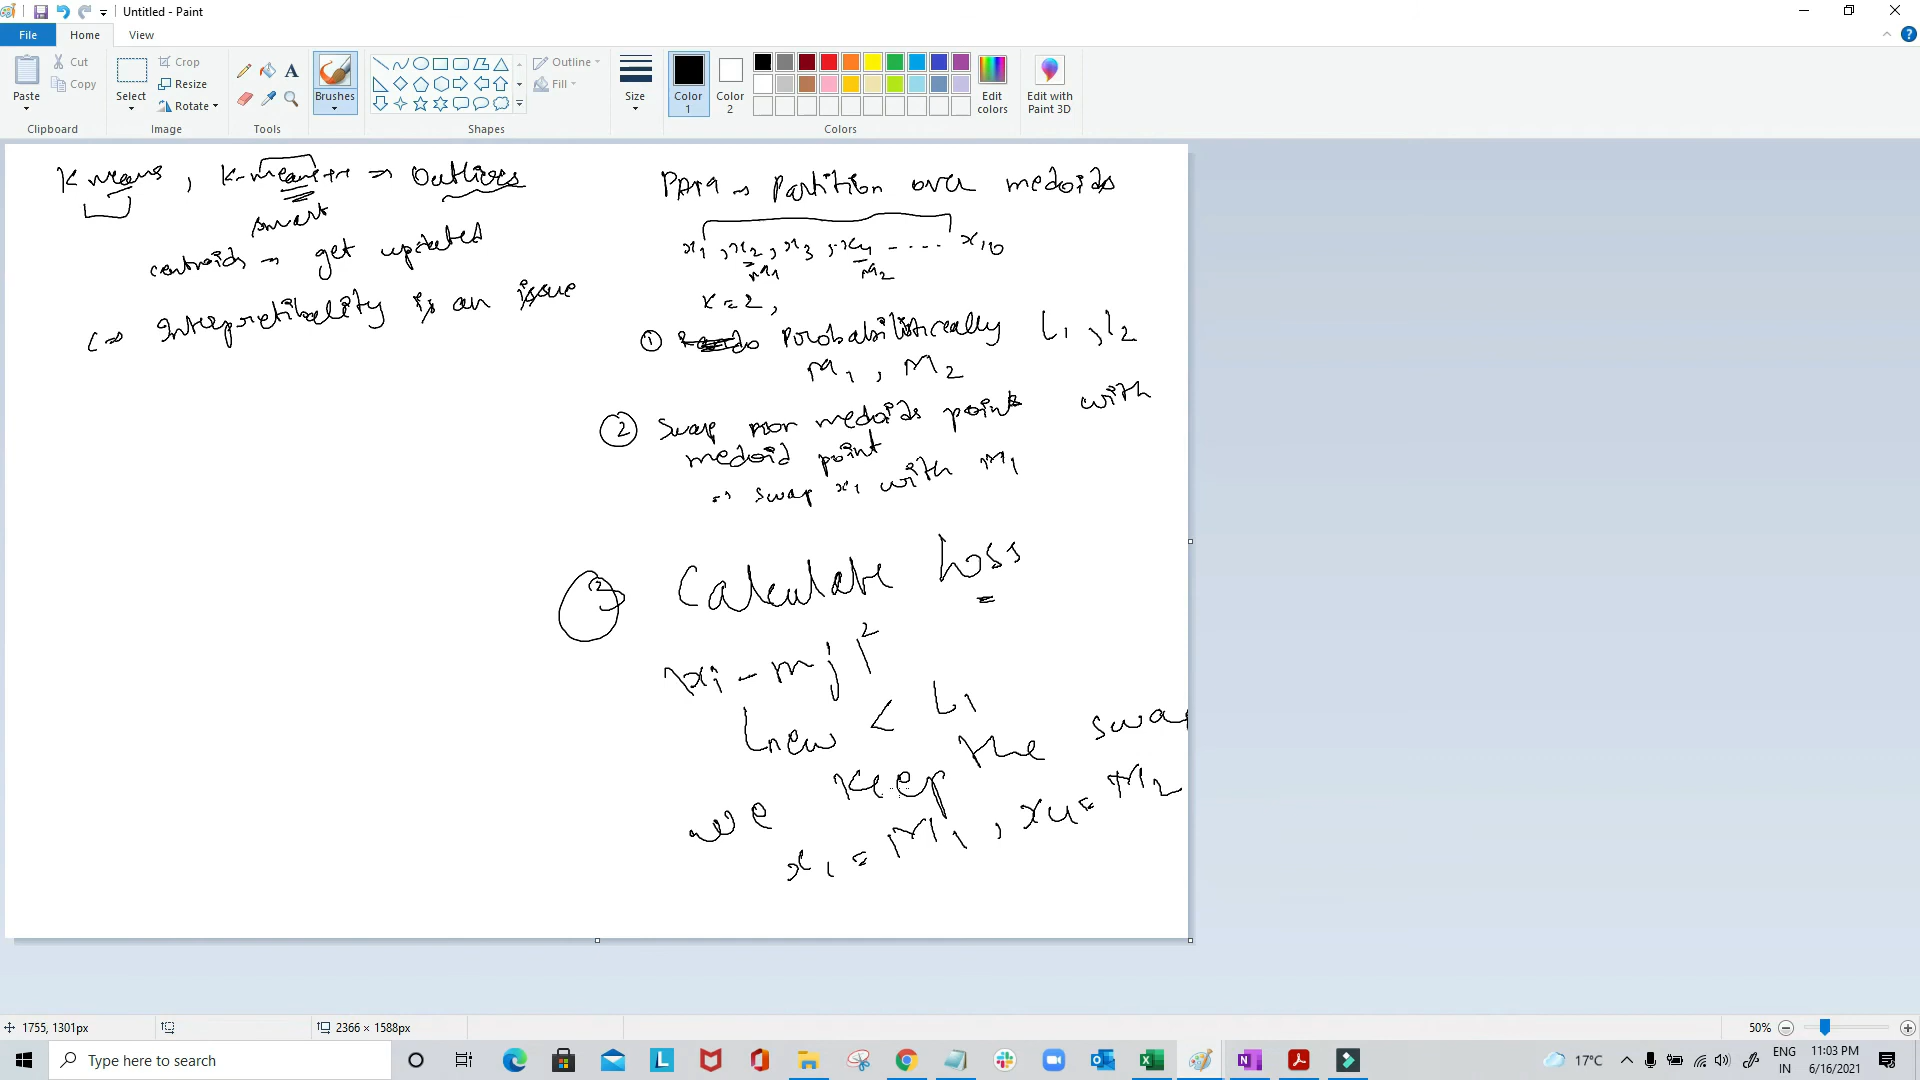 Untitled - Paint
File Home View
Paste
Cut
Copy
Clipboard
Select
Crop
Resize
Rotate
Image
Tools
Brushes
Shapes
Outline
Fill
Size
Color 1
Color 2
Colors
Edit colors
Edit with Paint 3D
K means , K-means++ → Outliers
smart
centroids → get updated
Interpretibality is an issue
PAM → Partition over medoids
x1 , x2 , x3 , x4 - .... x10
m1 M2
K = 2,
① Probabilistically L1 , L2
M1 , M2
② Swap non medoids point with
medoid point
→ swap x1 with M1
③ Calculate Loss
|xi - mj|²
Lnew < L1
we keep the swap
x1 = M1 , x4 = M2
1755, 1301px
2366 × 1588px
50%
Type here to search
17°C
ENG
IN
11:03 PM
6/16/2021